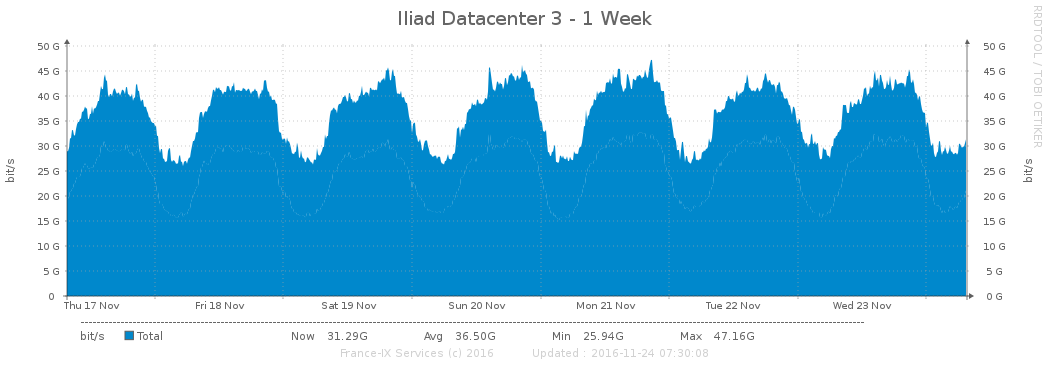 Iliad Datacenter 3 - 1 Week
RRDTOOL / TOBI OETIKER
bit/s
50 G 50 G
45 G 45 G
40 G 40 G
35 G 35 G
30 G 30 G
25 G 25 G
20 G 20 G
15 G 15 G
10 G 10 G
5 G 5 G
0 0 G
bit/s
Thu 17 Nov Fri 18 Nov Sat 19 Nov Sun 20 Nov Mon 21 Nov Tue 22 Nov Wed 23 Nov
bit/s Total Now 31.29G Avg 36.50G Min 25.94G Max 47.16G
France-IX Services (c) 2016 Updated : 2016-11-24 07:30:08